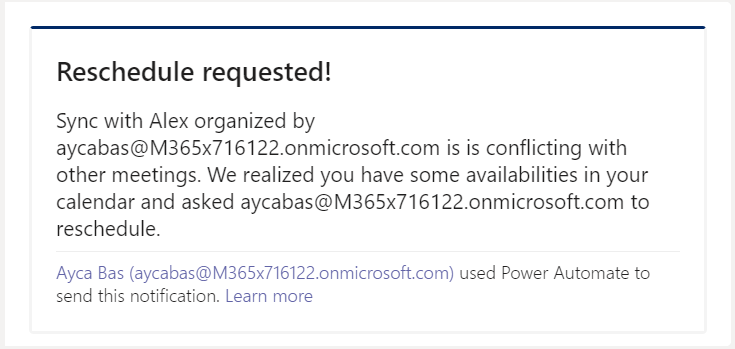 Reschedule requested!
Sync with Alex organized by
aycabas@M365x716122.onmicrosoft.com is is conflicting with
other meetings. We realized you have some availabilities in your
calendar and asked aycabas@M365x716122.onmicrosoft.com to
reschedule.
Ayca Bas (aycabas@M365x716122.onmicrosoft.com) used Power Automate to
send this notification. Learn more